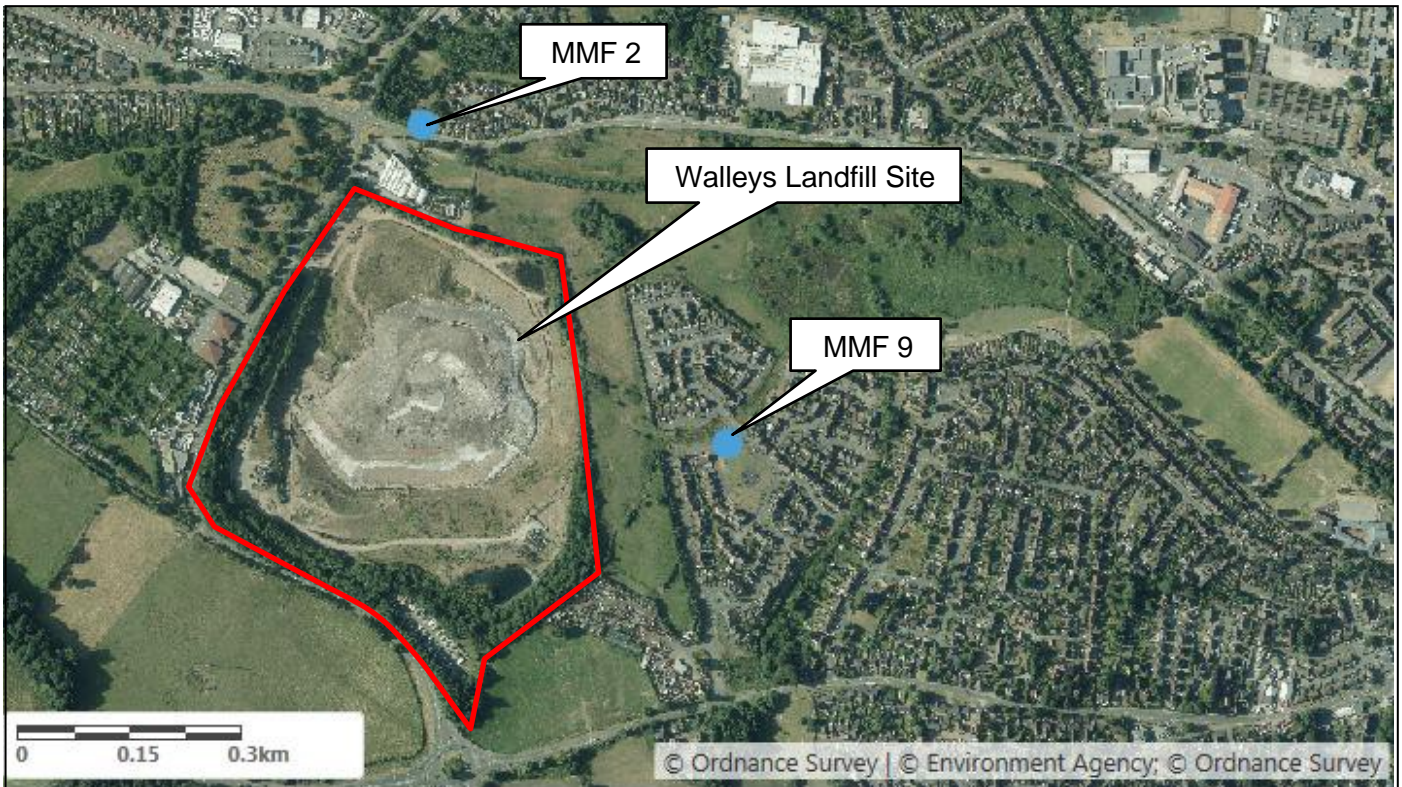 MMF 2
Walleys Landfill Site
MMF 9
0 0.15 0.3km
© Ordnance Survey | © Environment Agency; © Ordnance Survey